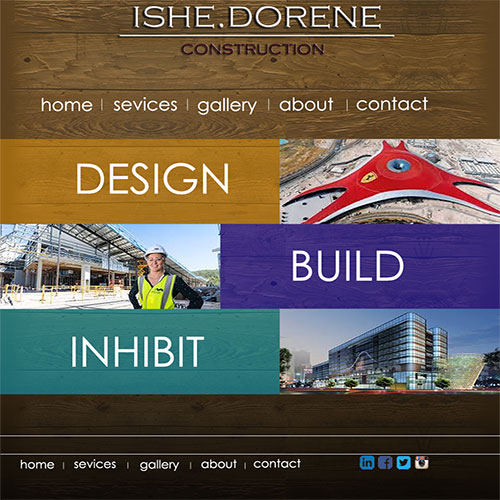 ISHE.DORENE
CONSTRUCTION
home | sevices | gallery | about | contact
DESIGN
BUILD
INHIBIT
home | sevices | gallery | about | contact